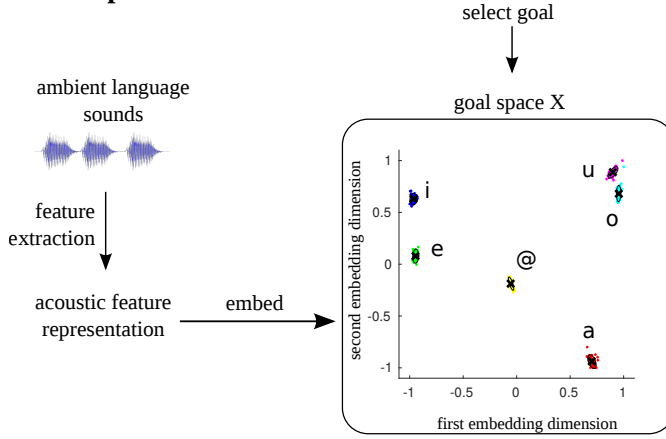 select goal
ambient language
sounds
goal space X
feature
extraction
acoustic feature
representation
embed
second embedding dimension
1
0.5
0
-0.5
-1
u
i
o
e
@
a
-1
-0.5
0
0.5
1
first embedding dimension